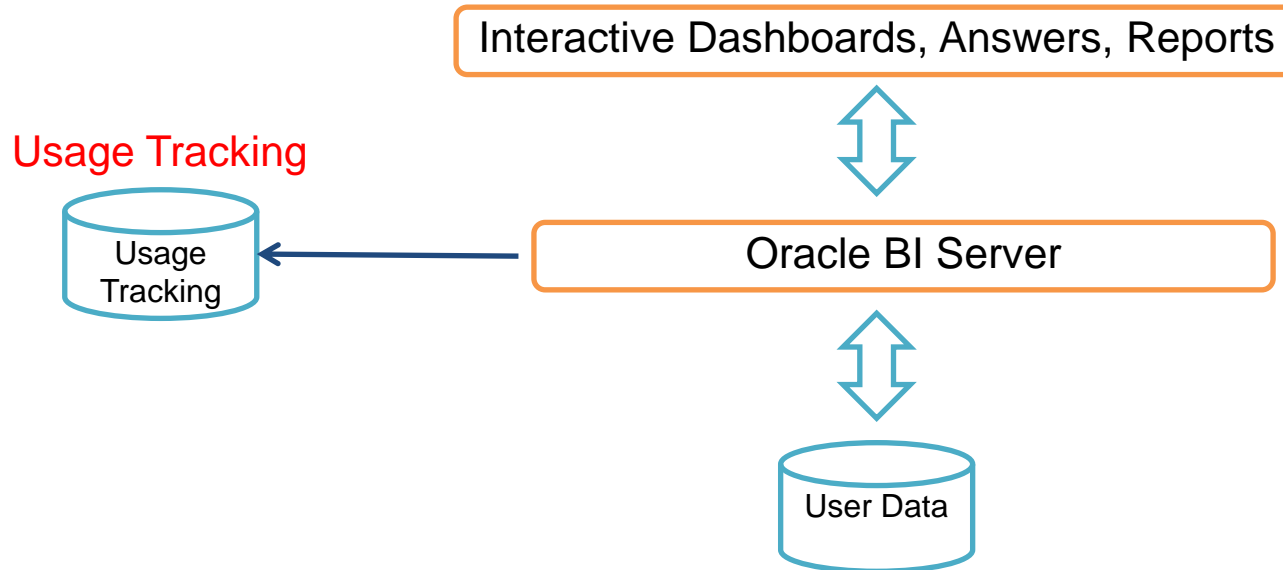 Interactive Dashboards, Answers, Reports
Usage Tracking
Usage
Tracking
Oracle BI Server
User Data